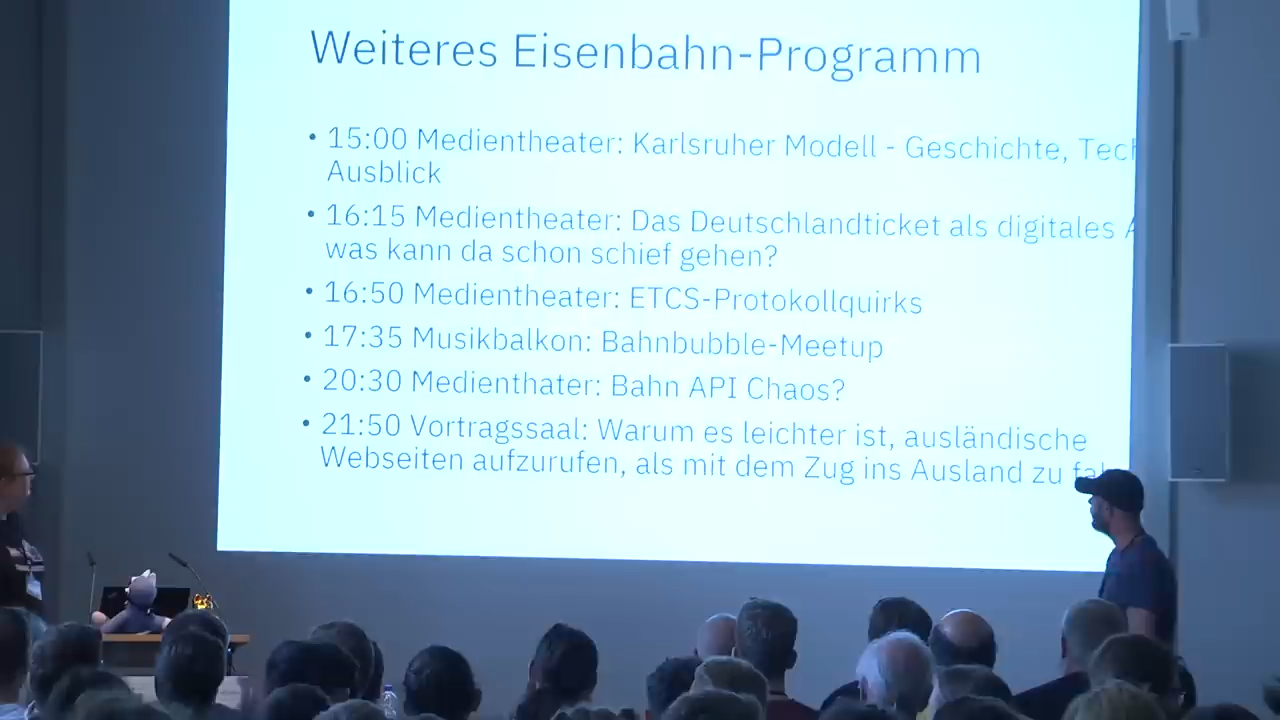 Weiteres Eisenbahn-Programm
• 15:00 Medientheater: Karlsruher Modell - Geschichte,
Ausblick
• 16:15 Medientheater: Das Deutschlandticket als digitales
was kann da schon schief gehen?
• 16:50 Medientheater: ETCS-Protokollquirks
• 17:35 Musikbalkon: Bahnbubble-Meetup
• 20:30 Medienthater: Bahn API Chaos?
• 21:50 Vortragssaal: Warum es leichter ist, ausländische
Webseiten aufzurufen, als mit dem Zug ins Ausland zu